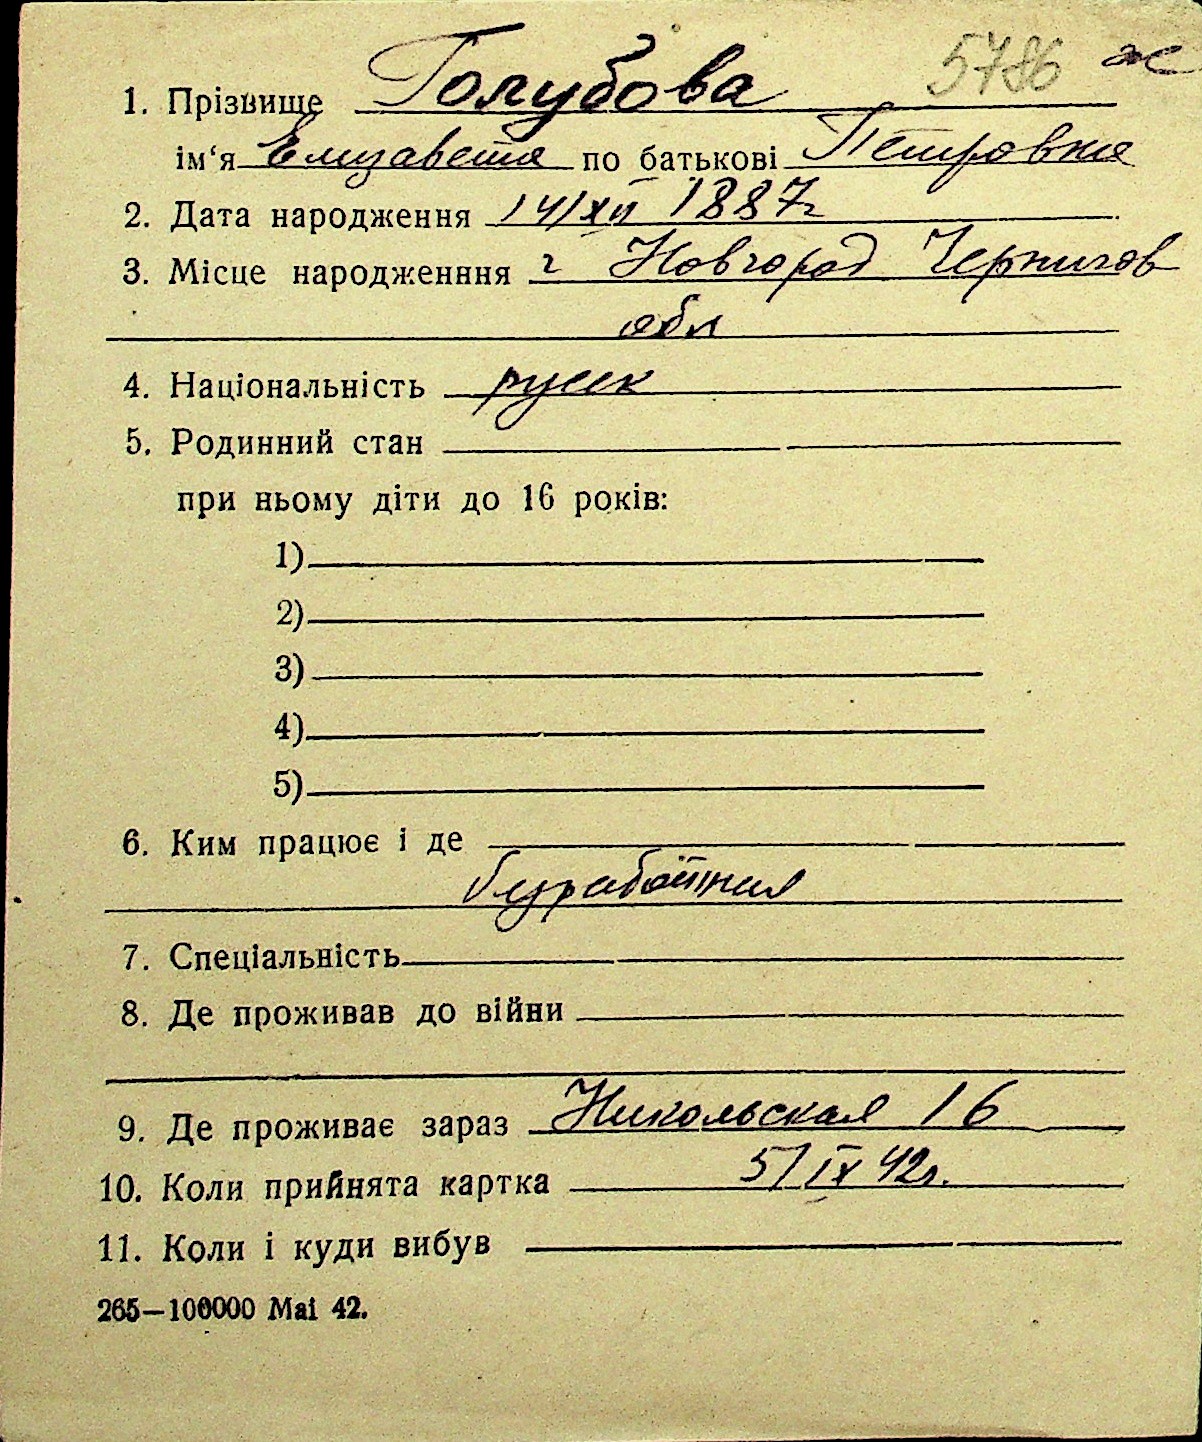 5786 ж
1. Прізвище Голубова
ім‘я Елизавета по батькові Петровна
2. Дата народження 14/XII 1887г
3. Місце народженння г Новгород Чернигов
обл
4. Національність русск
5. Родинний стан
при ньому діти до 16 років:
1)
2)
3)
4)
5)
6. Ким працює і де
безработная
7. Спеціальність
8. Де проживав до війни
9. Де проживає зараз Никольская 16
10. Коли прийнята картка 5/IX 42г.
11. Коли і куди вибув
265—100000 Mai 42.